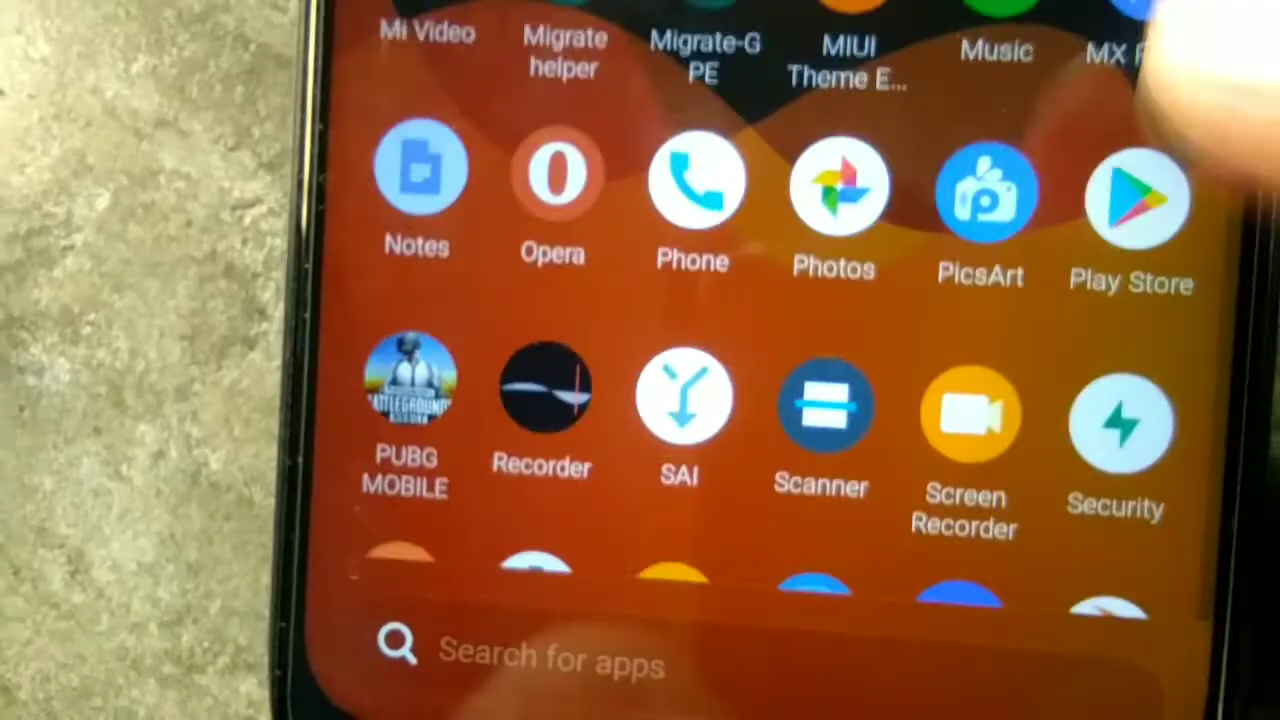 Mi Video
Migrate
helper
Migrate-G
PE
MIUI
Theme E...
Music
MX
Notes
Opera
Phone
Photos
PicsArt
Play Store
PUBG
MOBILE
Recorder
SAI
Scanner
Screen
Recorder
Security
Search for apps